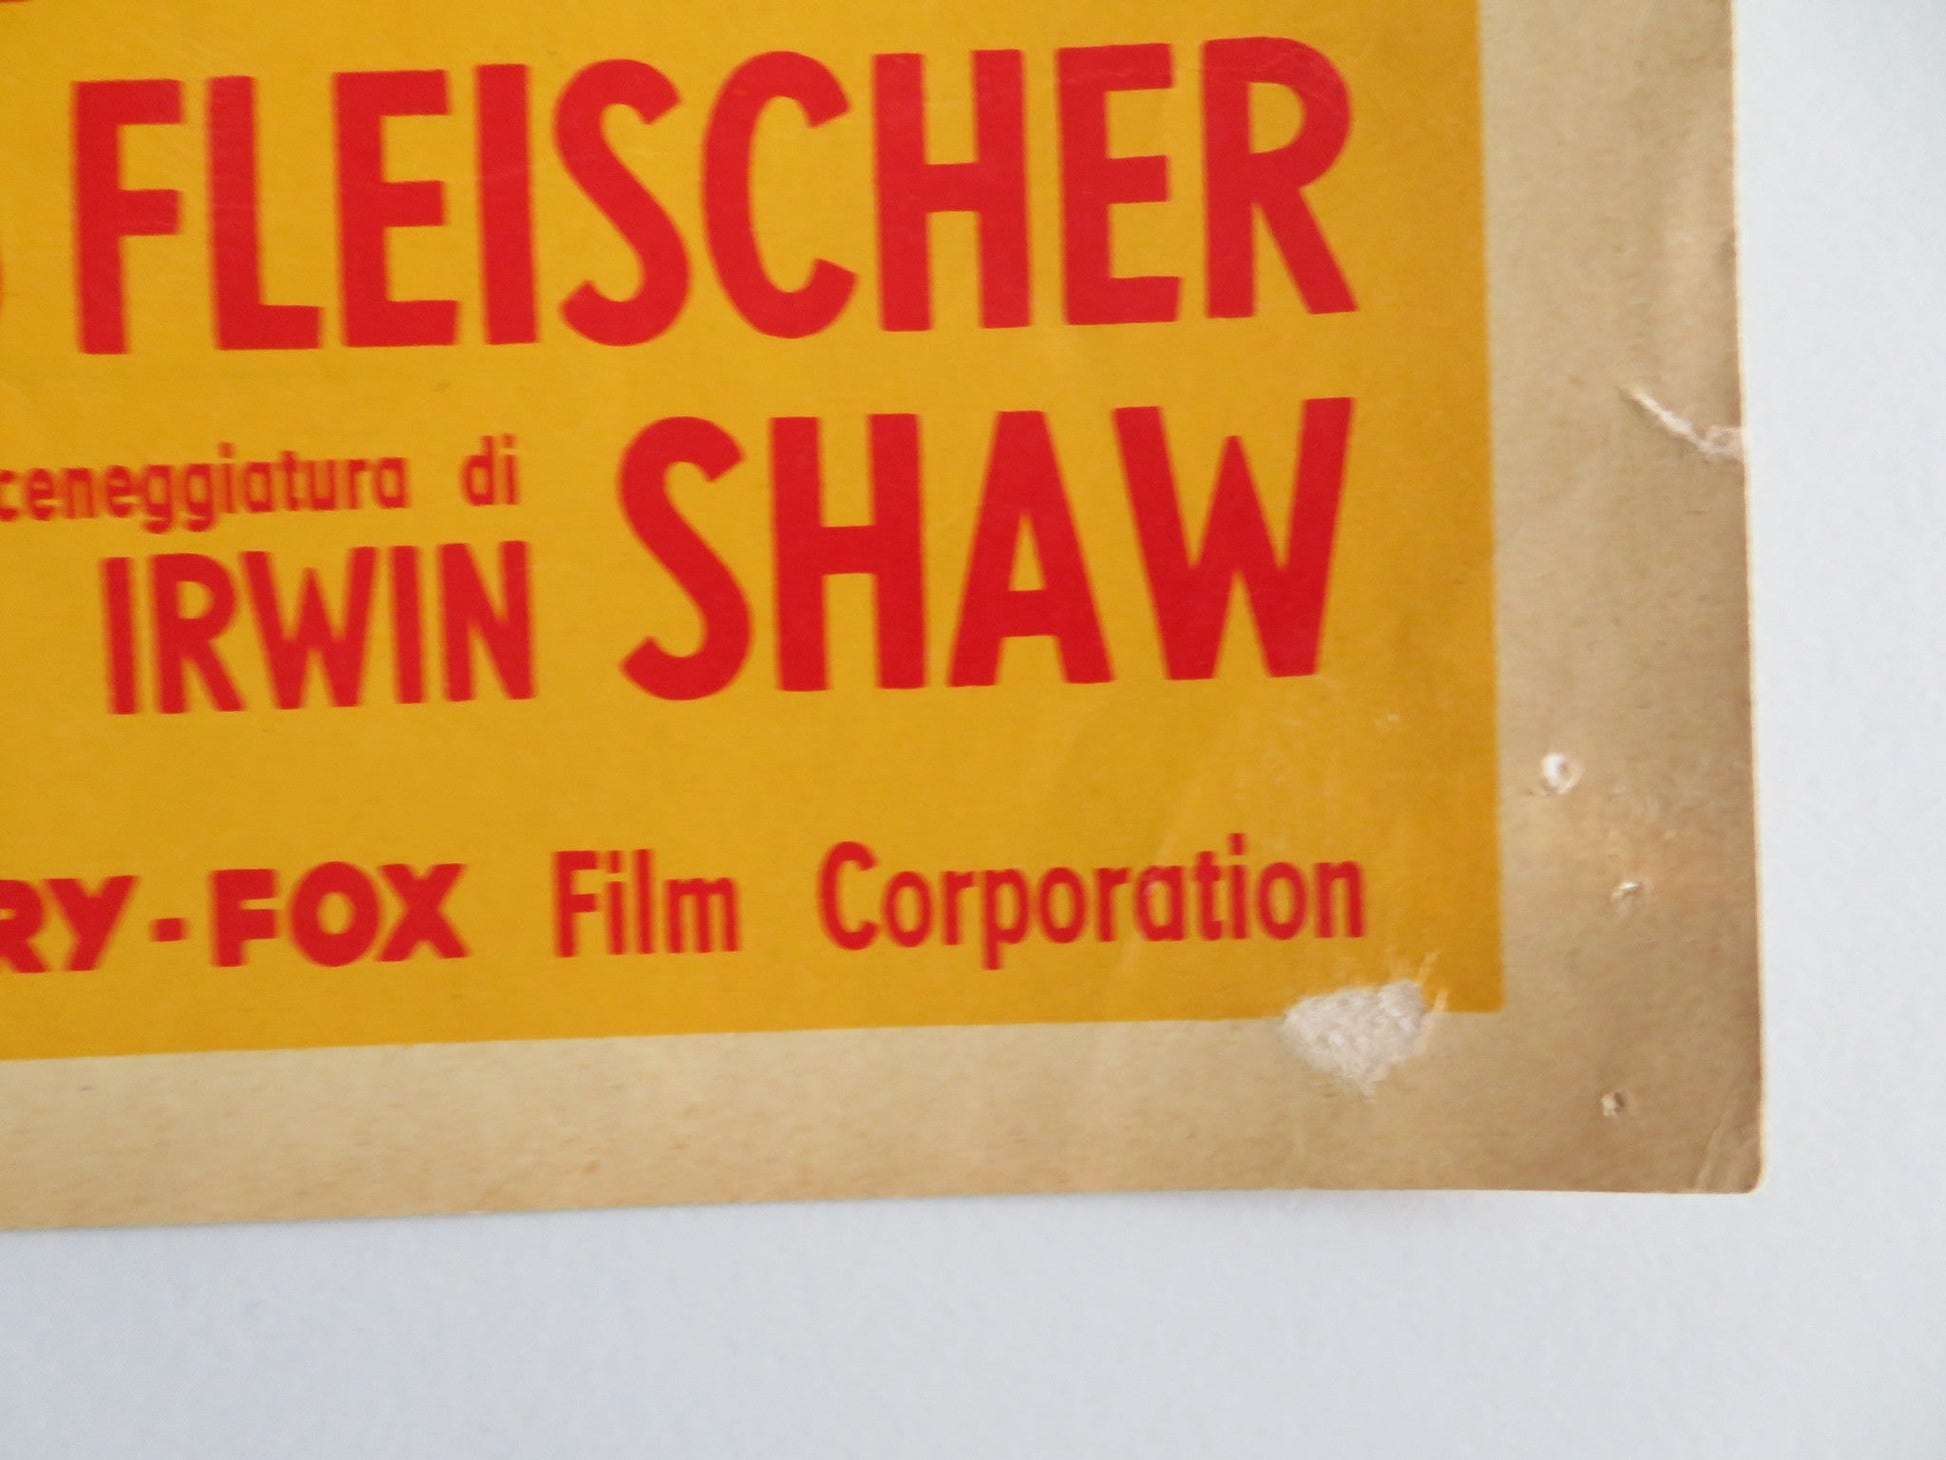 FLEISCHER
ceneggiatura di
IRWIN SHAW
RY-FOX Film Corporation